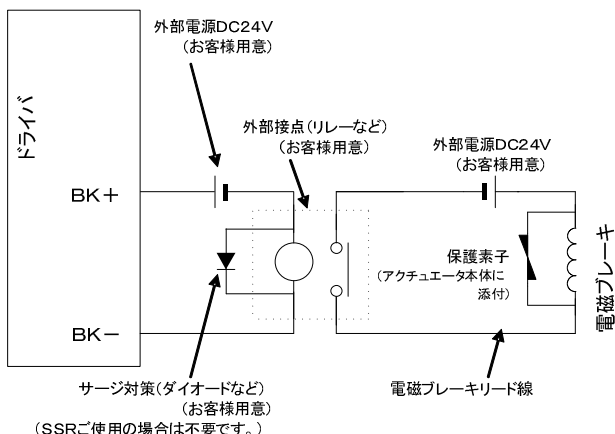 外部電源DC24V
（お客様用意）
ドライバ
外部接点（リレーなど）
（お客様用意）
外部電源DC24V
（お客様用意）
BK＋
保護素子
（アクチュエータ本体に
添付）
電磁ブレーキ
BK－
サージ対策（ダイオードなど）
（お客様用意）
（SSRご使用の場合は不要です。）
電磁ブレーキリード線